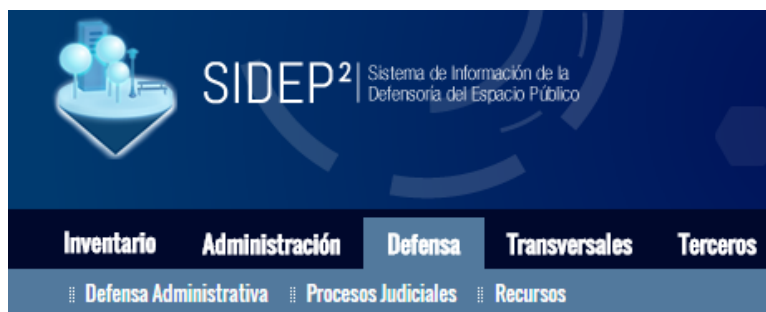 SIDEP²
Sistema de Información de la
Defensoria del Espacio Público
Inventario Administración Defensa Transversales Terceros
Defensa Administrativa Procesos Judiciales Recursos